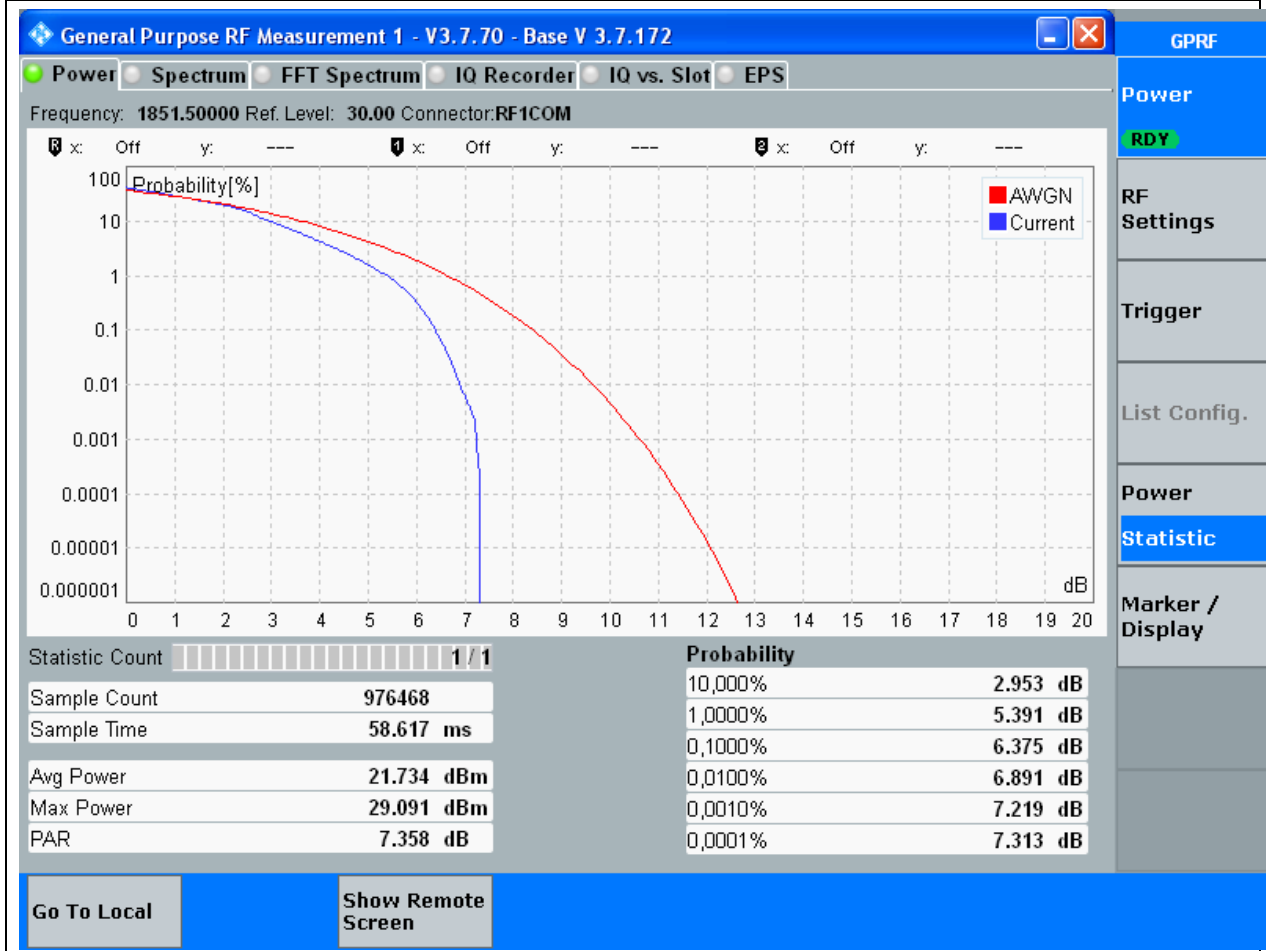 General Purpose RF Measurement 1 - V3.7.70 - Base V 3.7.172
GPRF
Power Spectrum FFT Spectrum IQ Recorder IQ vs. Slot EPS
Frequency: 1851.50000 Ref. Level: 30.00 Connector:RF1COM
R x: Off y: --- 1 x: Off y: --- 2 x: Off y: ---
Probability[%]
AWGN
Current
100
10
1
0.1
0.01
0.001
0.0001
0.00001
0.000001
dB
0 1 2 3 4 5 6 7 8 9 10 11 12 13 14 15 16 17 18 19 20
Statistic Count 1 / 1
Sample Count 976468
Sample Time 58.617 ms
Avg Power 21.734 dBm
Max Power 29.091 dBm
PAR 7.358 dB
Probability
10,000% 2.953 dB
1,0000% 5.391 dB
0,1000% 6.375 dB
0,0100% 6.891 dB
0,0010% 7.219 dB
0,0001% 7.313 dB
Power
RDY
RF
Settings
Trigger
List Config.
Power
Statistic
Marker /
Display
Go To Local
Show Remote
Screen